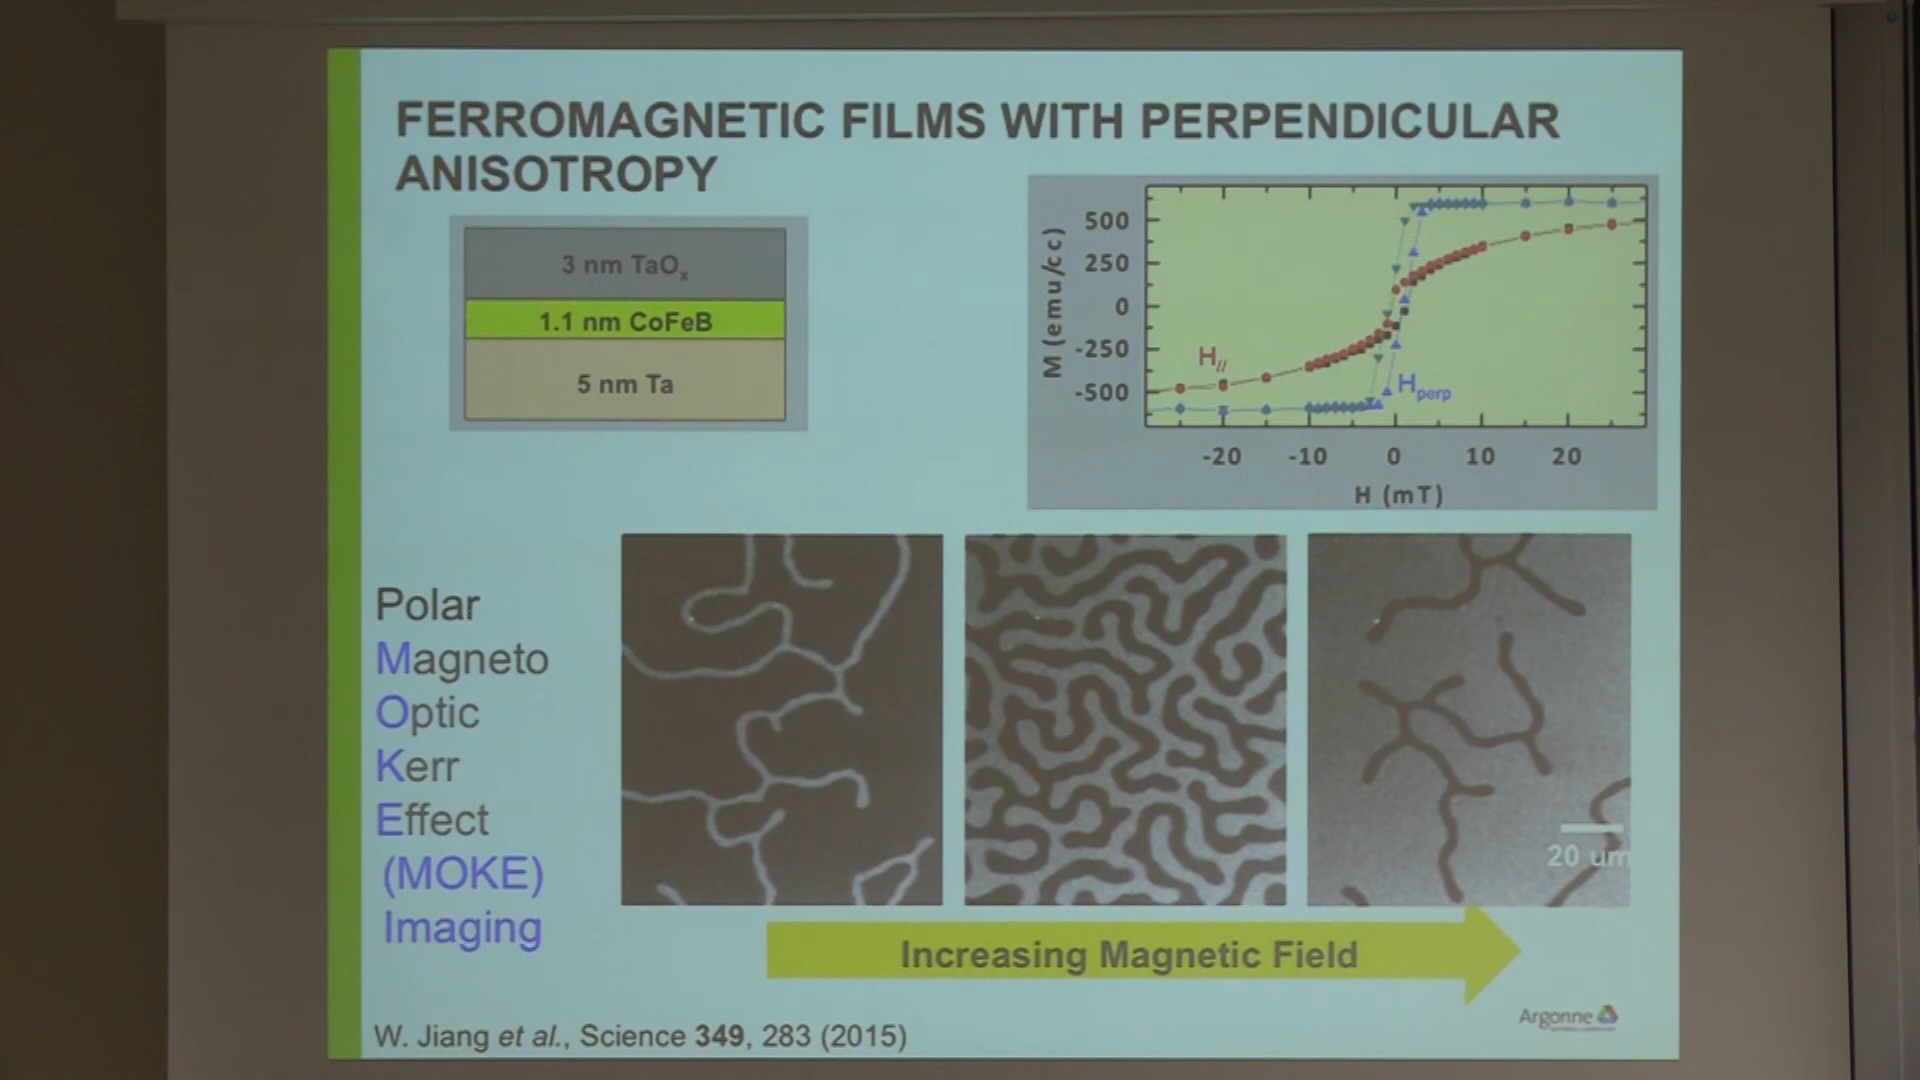 FERROMAGNETIC FILMS WITH PERPENDICULAR
ANISOTROPY
3 nm TaOx
1.1 nm CoFeB
5 nm Ta
M (emu/cc)
500
250
0
-250
-500
H//
Hperp
-20 -10 0 10 20
H (mT)
Polar
Magneto
Optic
Kerr
Effect
(MOKE)
Imaging
20 um
Increasing Magnetic Field
W. Jiang et al., Science 349, 283 (2015)
Argonne